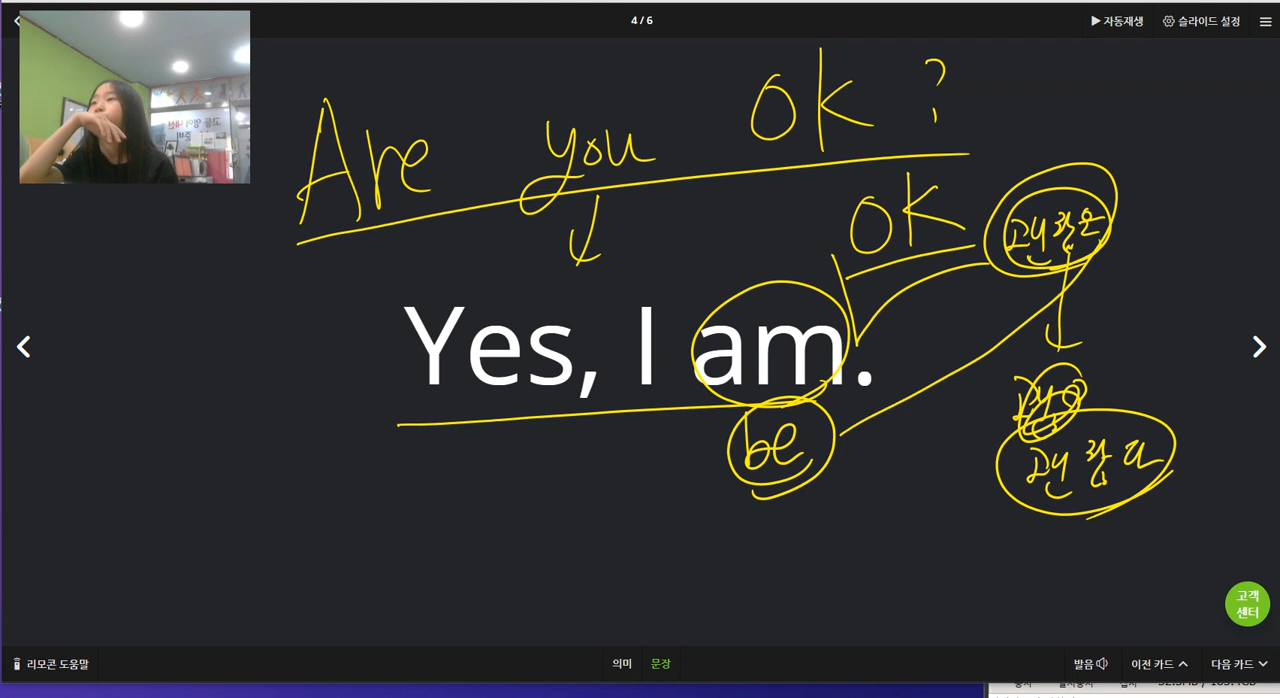 4 / 6
자동재생
슬라이드 설정
Are you ok ?
ok
괜찮은
Yes, I am.
be
괜찮다
고객
센터
리모콘 도움말
의미
문장
발음
이전 카드
다음 카드